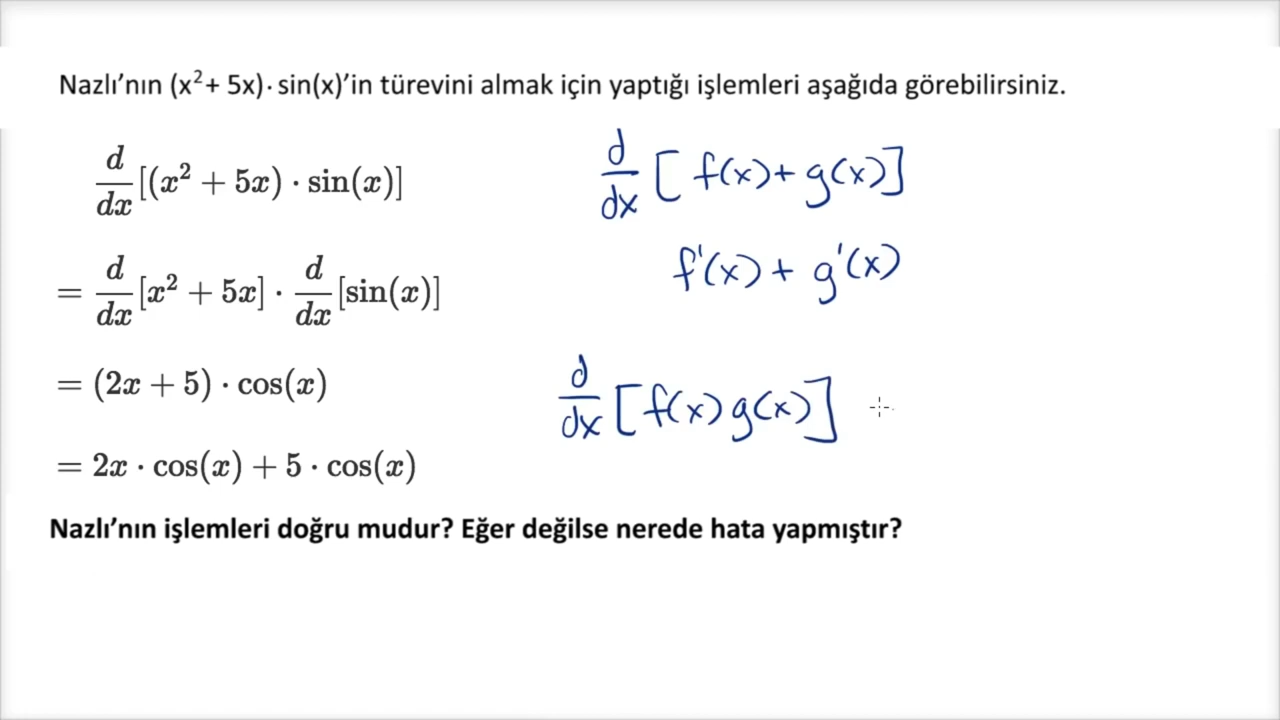 Nazlı’nın (x²+ 5x)· sin(x)’in türevini almak için yaptığı işlemleri aşağıda görebilirsiniz.
d/dx [(x² + 5x) · sin(x)]
= d/dx [x² + 5x] · d/dx [sin(x)]
= (2x + 5) · cos(x)
= 2x · cos(x) + 5 · cos(x)
d/dx [f(x)+ g(x)]
f'(x) + g'(x)
d/dx [f(x) g(x)]
Nazlı’nın işlemleri doğru mudur? Eğer değilse nerede hata yapmıştır?